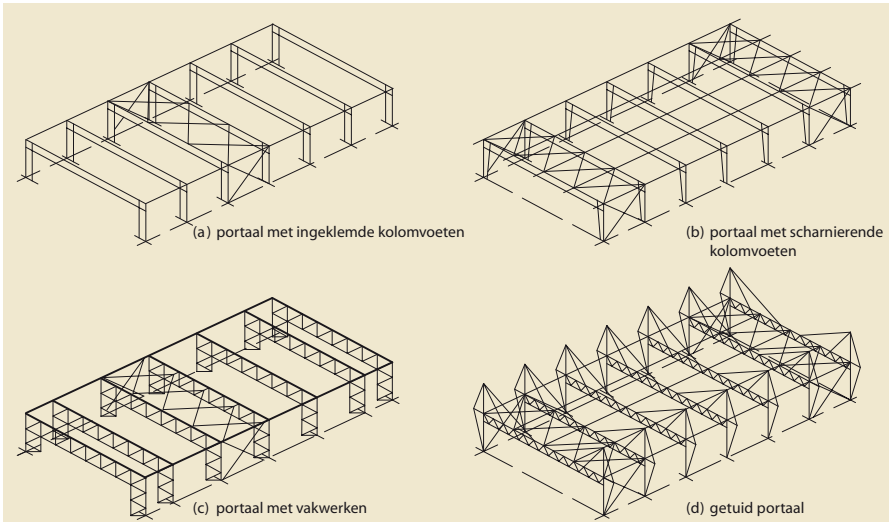 (a) portaal met ingeklemde kolomvoeten
(b) portaal met scharnierende
kolomvoeten
(c) portaal met vakwerken
(d) getuid portaal